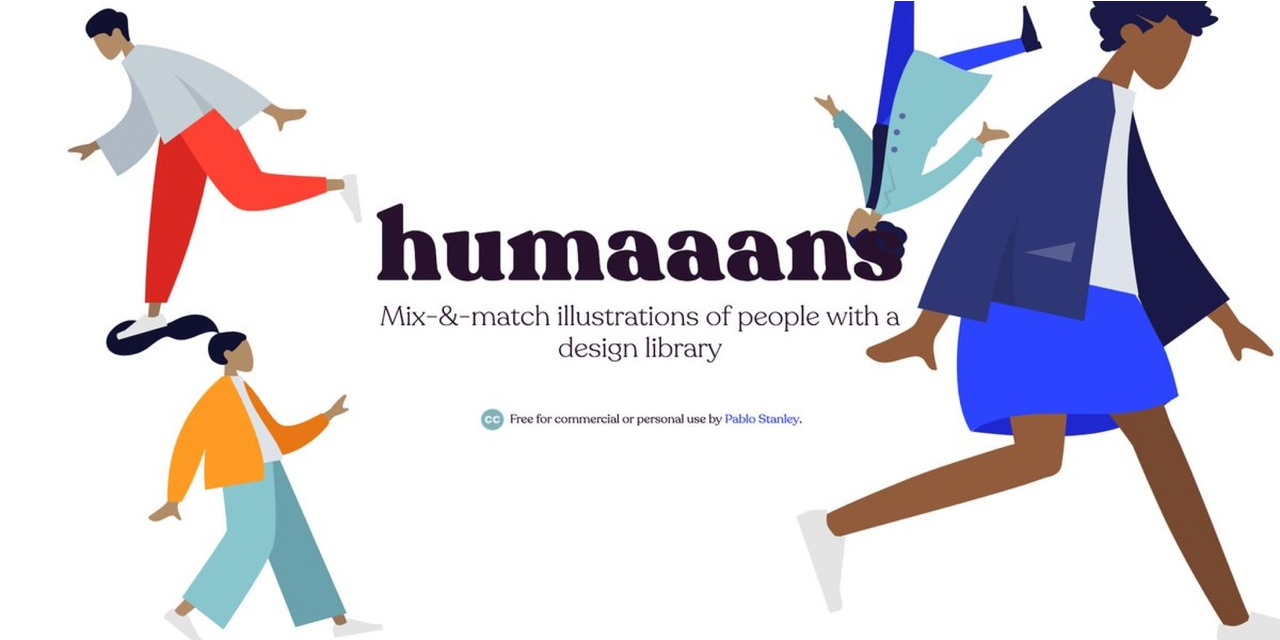 humaaans
Mix-&-match illustrations of people with a
design library
cc Free for commercial or personal use by Pablo Stanley.